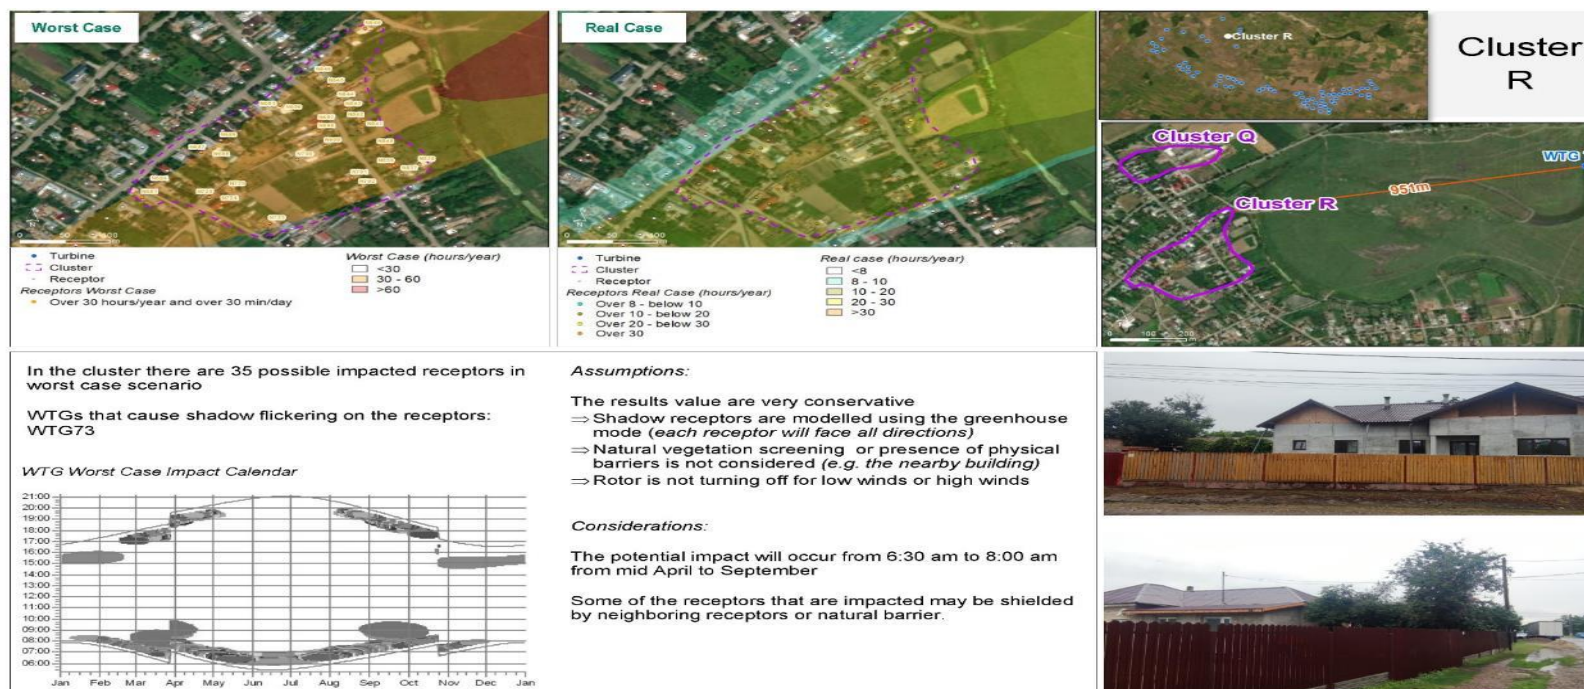 Worst Case
Real Case
Cluster R
Cluster
R
Cluster Q
WTG
951m
Cluster R
0 50 100
m
0 50 100
m
0 100 200
m
Turbine
Cluster
Receptor
Receptors Worst Case
Over 30 hours/year and over 30 min/day
Worst Case (hours/year)
<30
30 - 60
>60
Turbine
Cluster
Receptor
Receptors Real Case (hours/year)
Over 8 - below 10
Over 10 - below 20
Over 20 - below 30
Over 30
Real case (hours/year)
<8
8 - 10
10 - 20
20 - 30
>30
In the cluster there are 35 possible impacted receptors in
worst case scenario
WTGs that cause shadow flickering on the receptors:
WTG73
WTG Worst Case Impact Calendar
21:00
20:00
19:00
18:00
17:00
16:00
15:00
14:00
13:00
12:00
11:00
10:00
09:00
08:00
07:00
06:00
Jan Feb Mar Apr May Jun Jul Aug Sep Oct Nov Dec Jan
Assumptions:
The results value are very conservative
⇒ Shadow receptors are modelled using the greenhouse
mode (each receptor will face all directions)
⇒ Natural vegetation screening or presence of physical
barriers is not considered (e.g. the nearby building)
⇒ Rotor is not turning off for low winds or high winds
Considerations:
The potential impact will occur from 6:30 am to 8:00 am
from mid April to September
Some of the receptors that are impacted may be shielded
by neighboring receptors or natural barrier.